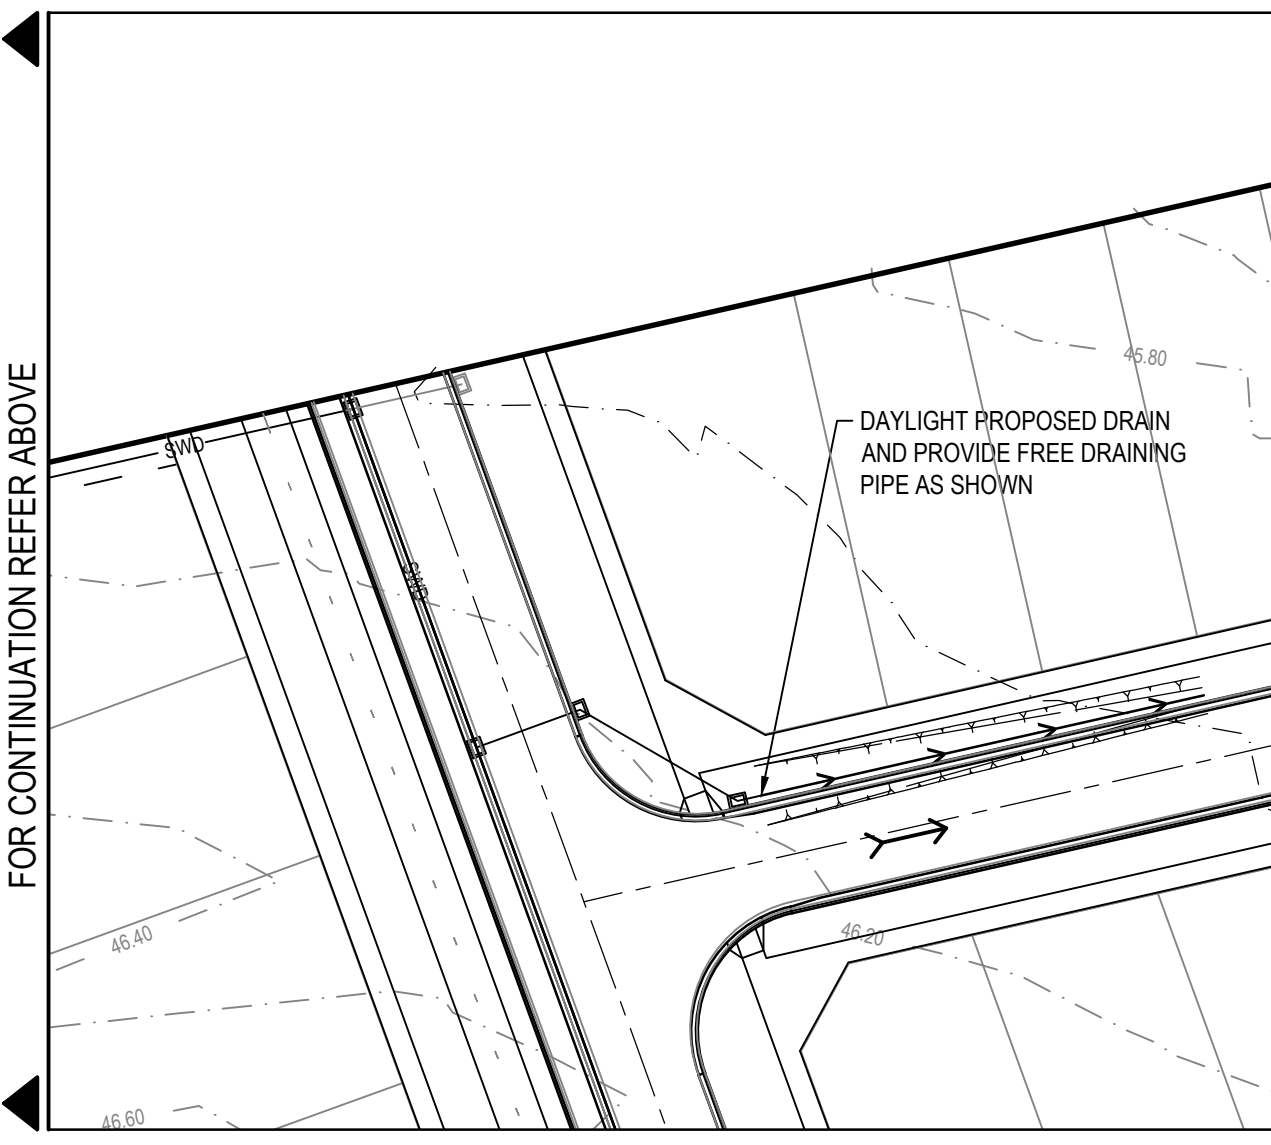 FOR CONTINUATION REFER ABOVE
45.80
DAYLIGHT PROPOSED DRAIN
AND PROVIDE FREE DRAINING
PIPE AS SHOWN
SWD
SWD
46.40
46.20
46.60